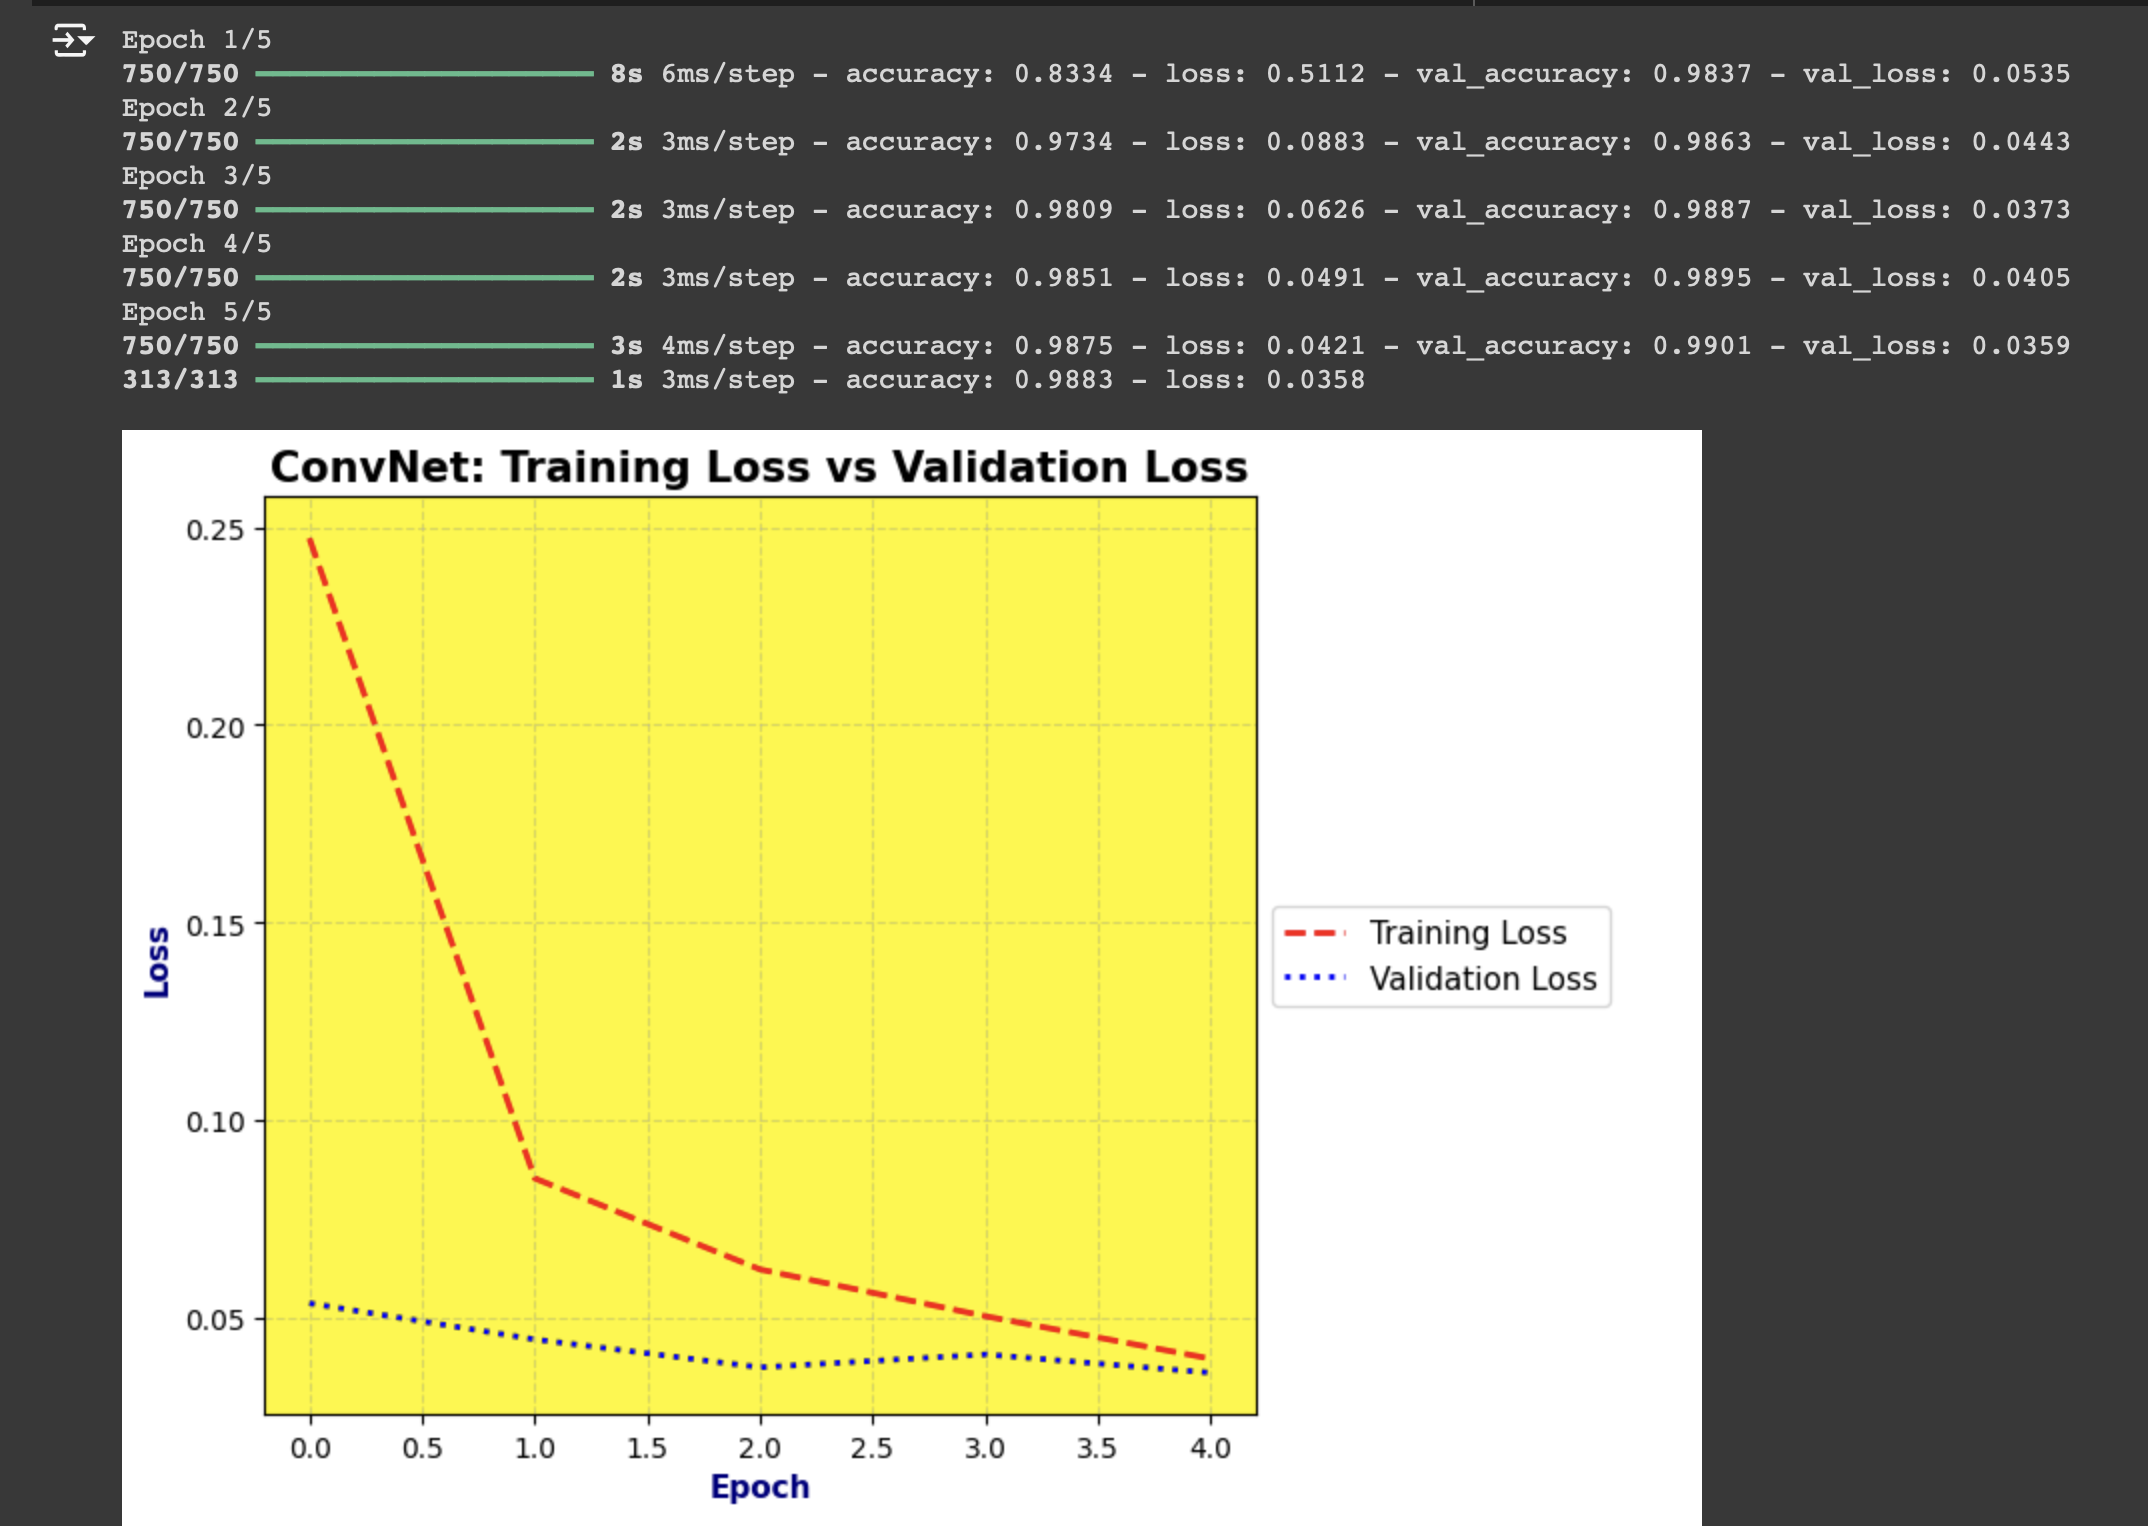 Epoch 1/5
750/750 8s 6ms/step - accuracy: 0.8334 - loss: 0.5112 - val_accuracy: 0.9837 - val_loss: 0.0535
Epoch 2/5
750/750 2s 3ms/step - accuracy: 0.9734 - loss: 0.0883 - val_accuracy: 0.9863 - val_loss: 0.0443
Epoch 3/5
750/750 2s 3ms/step - accuracy: 0.9809 - loss: 0.0626 - val_accuracy: 0.9887 - val_loss: 0.0373
Epoch 4/5
750/750 2s 3ms/step - accuracy: 0.9851 - loss: 0.0491 - val_accuracy: 0.9895 - val_loss: 0.0405
Epoch 5/5
750/750 3s 4ms/step - accuracy: 0.9875 - loss: 0.0421 - val_accuracy: 0.9901 - val_loss: 0.0359
313/313 1s 3ms/step - accuracy: 0.9883 - loss: 0.0358
ConvNet: Training Loss vs Validation Loss
0.25
0.20
0.15
0.10
0.05
Loss
0.0 0.5 1.0 1.5 2.0 2.5 3.0 3.5 4.0
Epoch
Training Loss
Validation Loss